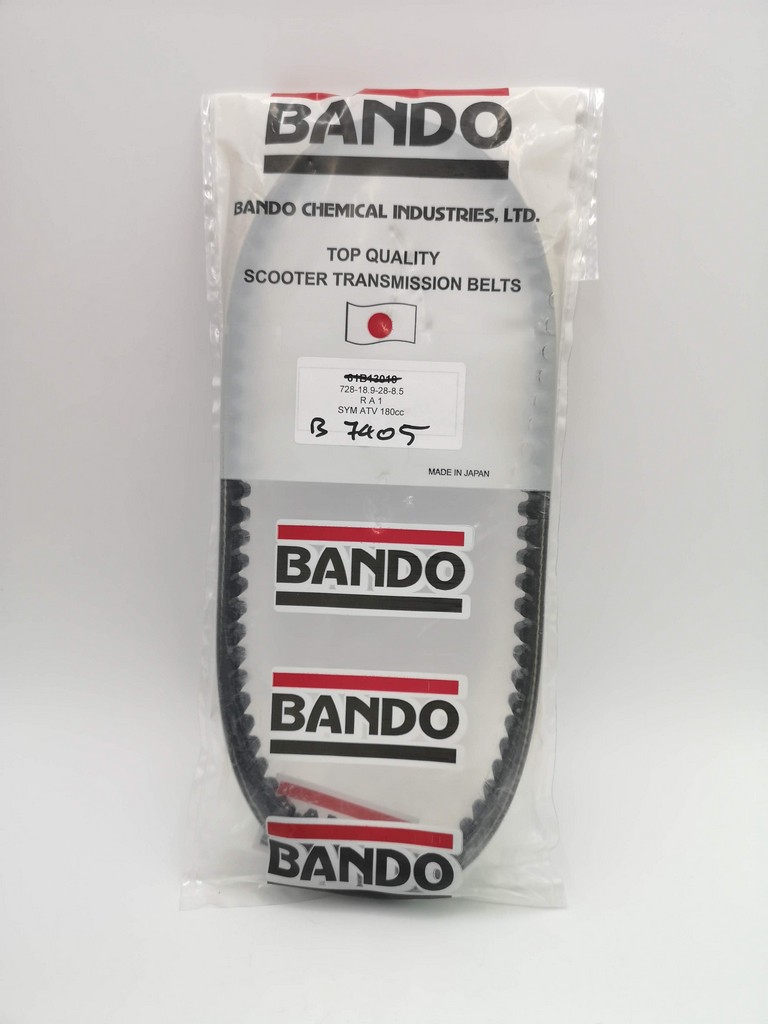 BANDO
BANDO CHEMICAL INDUSTRIES, LTD.
TOP QUALITY
SCOOTER TRANSMISSION BELTS
61B13010
728-18.9-28-8.5
R A 1
SYM ATV 180cc
B 7405
MADE IN JAPAN
BANDO
BANDO
BANDO